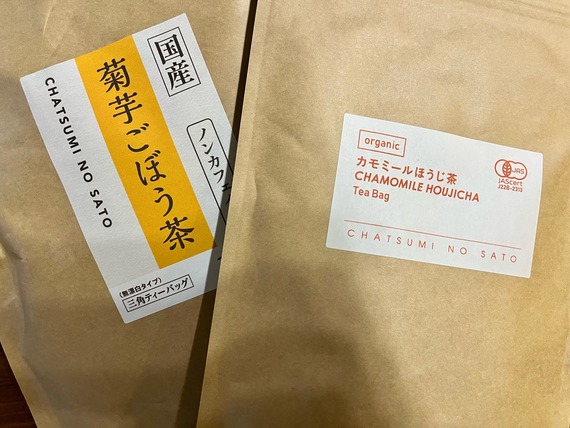 国産
菊芋ごぼう茶
CHATSUMI NO SATO
ノンカフェ
(無漂白タイプ)
三角ティーバッグ
organic
カモミールほうじ茶
CHAMOMILE HOUJICHA
Tea Bag
JAS
JAScert
J22B-2313
CHATSUMI NO SATO